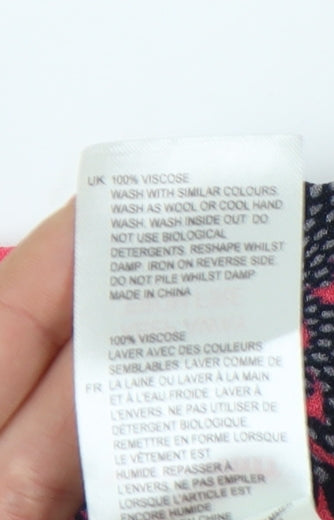 UK 100% VISCOSE
WASH WITH SIMILAR COLOURS.
WASH AS WOOL OR COOL HAND
WASH. WASH INSIDE OUT. DO
NOT USE BIOLOGICAL
DETERGENTS. RESHAPE WHILST
DAMP. IRON ON REVERSE SIDE.
DO NOT PILE WHILST DAMP.
MADE IN CHINA
100% VISCOSE
LAVER AVEC DES COULEURS
SEMBLABLES. LAVER COMME DE
FR LA LAINE OU LAVER À LA MAIN
ET À L'EAU FROIDE. LAVER À
L'ENVERS. NE PAS UTILISER DE
DÉTERGENT BIOLOGIQUE.
REMETTRE EN FORME LORSQUE
LE VÊTEMENT EST
HUMIDE. REPASSER À
L'ENVERS. NE PAS EMPILER
LORSQUE L'ARTICLE EST
ENCORE HUMIDE